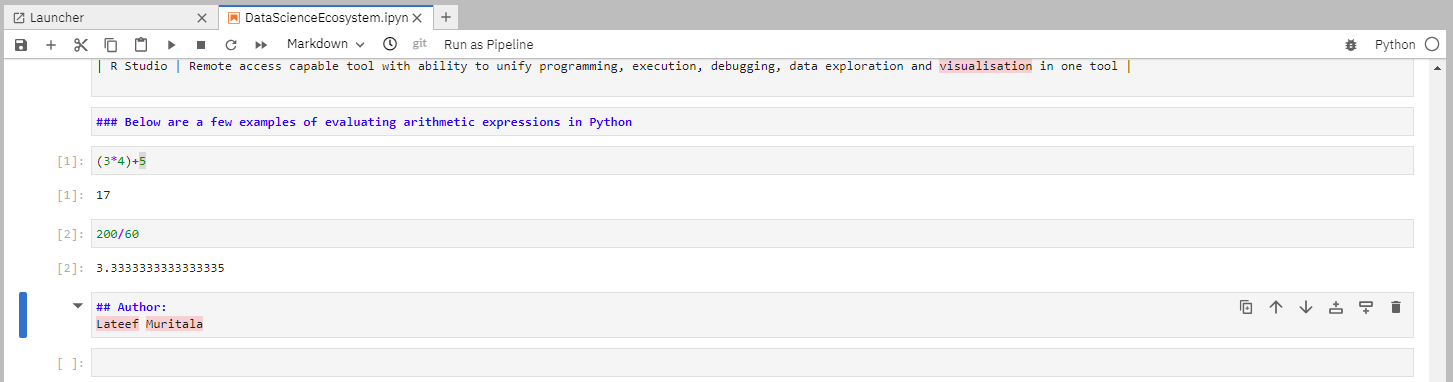 Launcher
DataScienceEcosystem.ipyn
Markdown
git
Run as Pipeline
Python
| R Studio | Remote access capable tool with ability to unify programming, execution, debugging, data exploration and visualisation in one tool |
### Below are a few examples of evaluating arithmetic expressions in Python
[1]: (3*4)+5
[1]: 17
[2]: 200/60
[2]: 3.3333333333333335
## Author:
Lateef Muritala
[ ]: